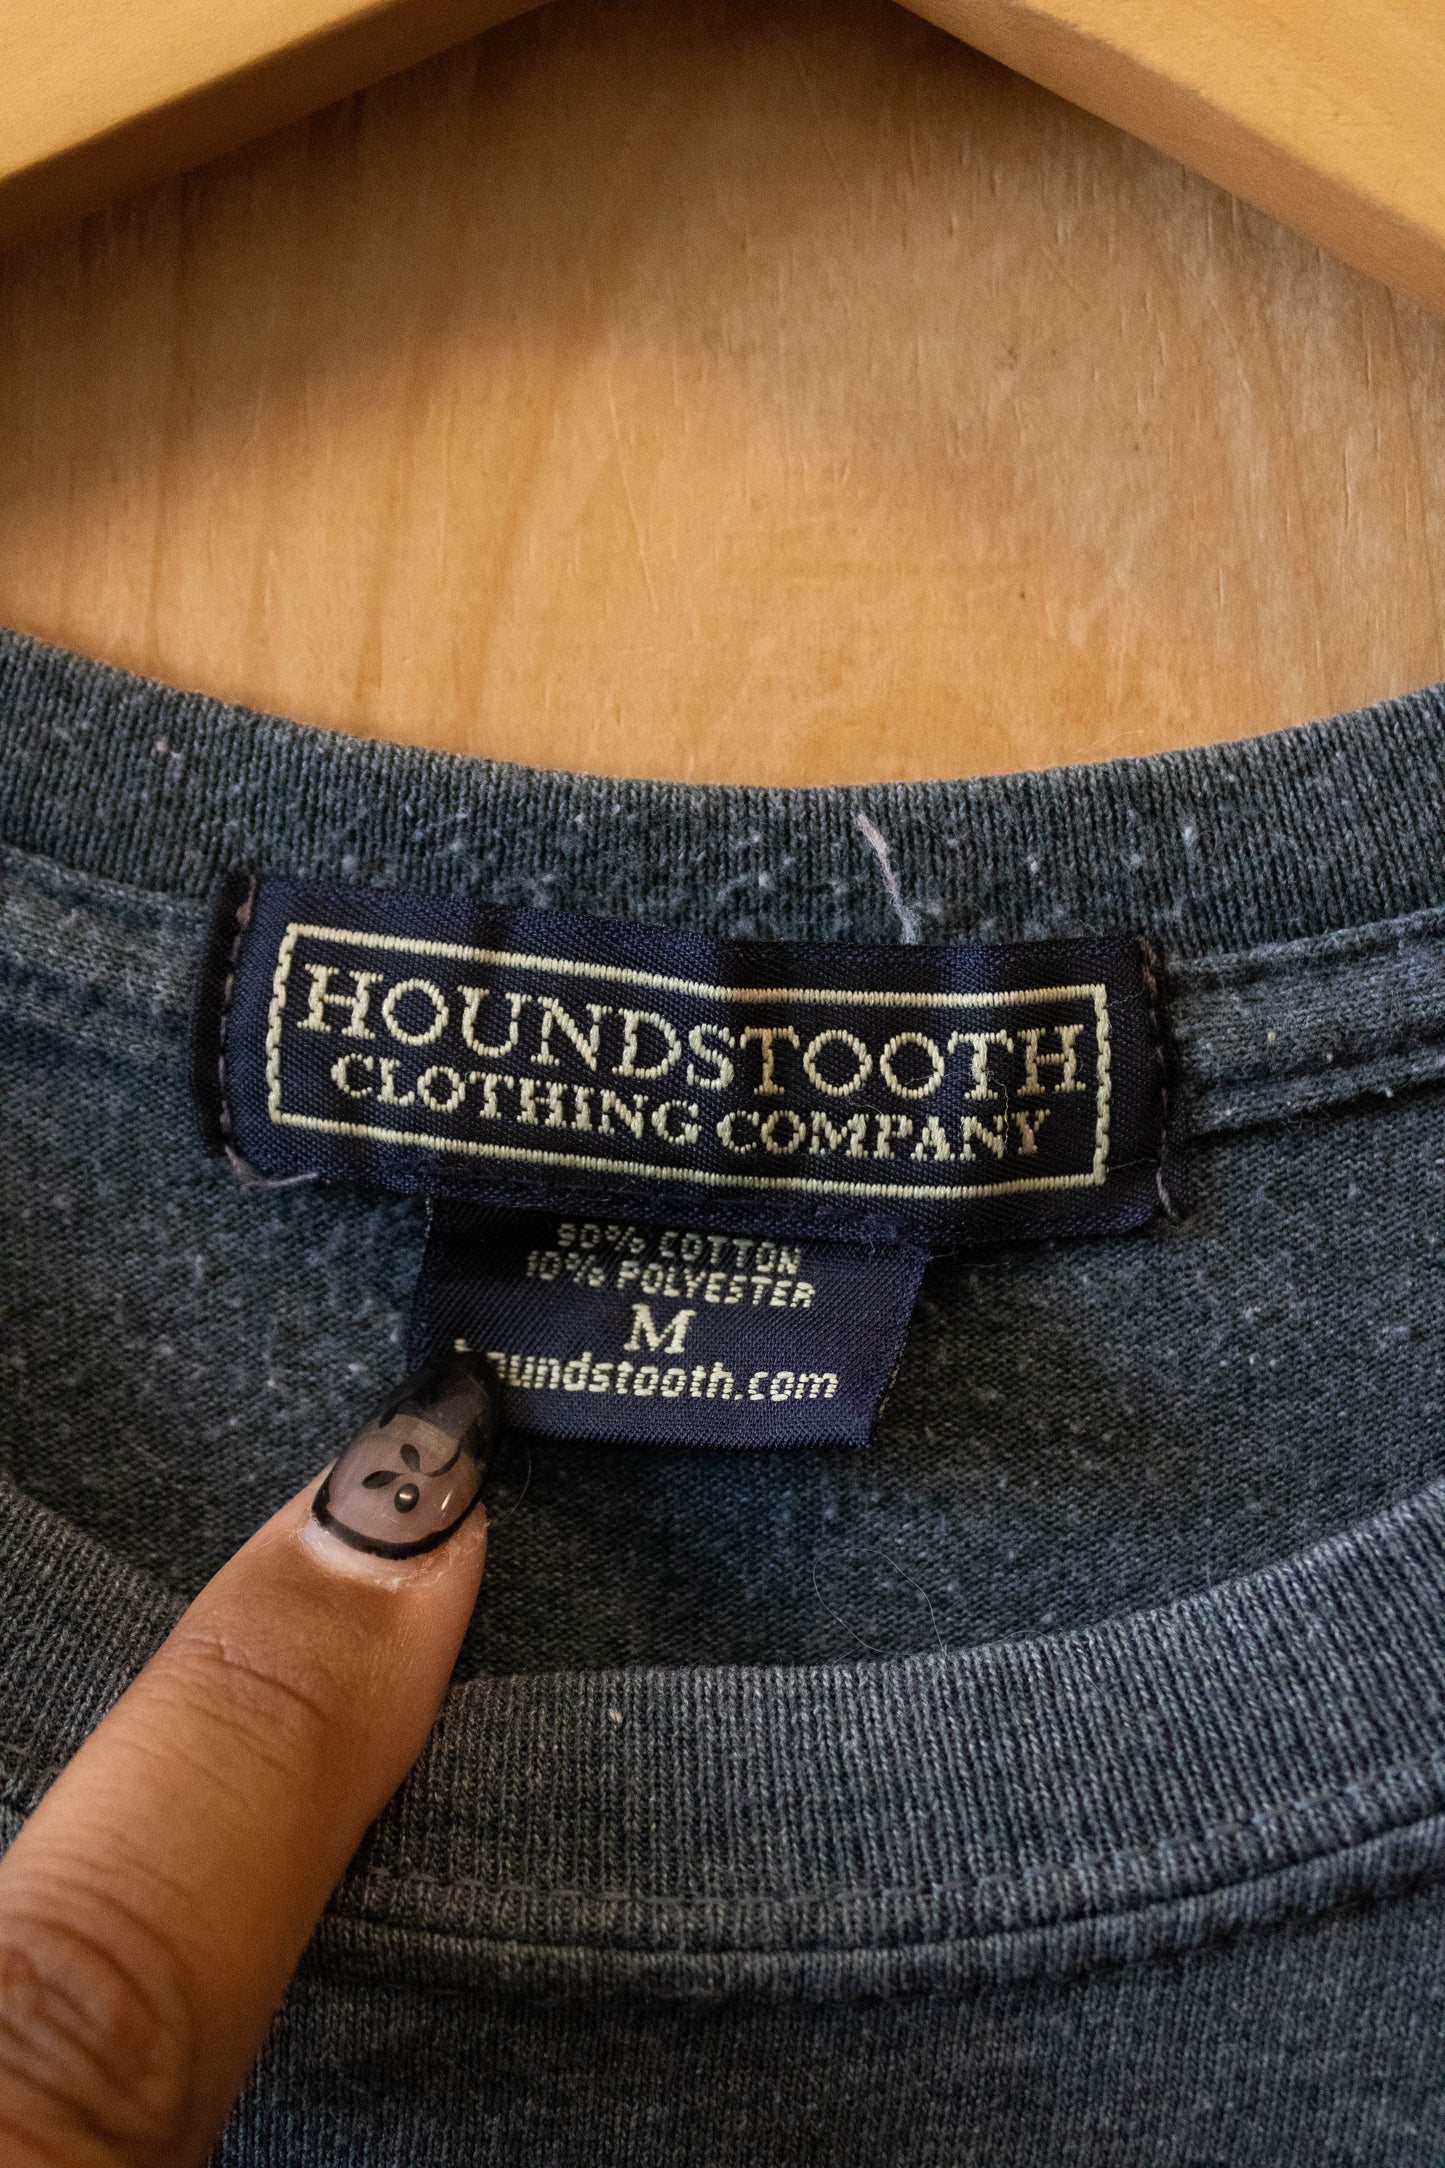 HOUNDSTOOTH
CLOTHING COMPANY
90% COTTON
10% POLYESTER
M
houndstooth.com